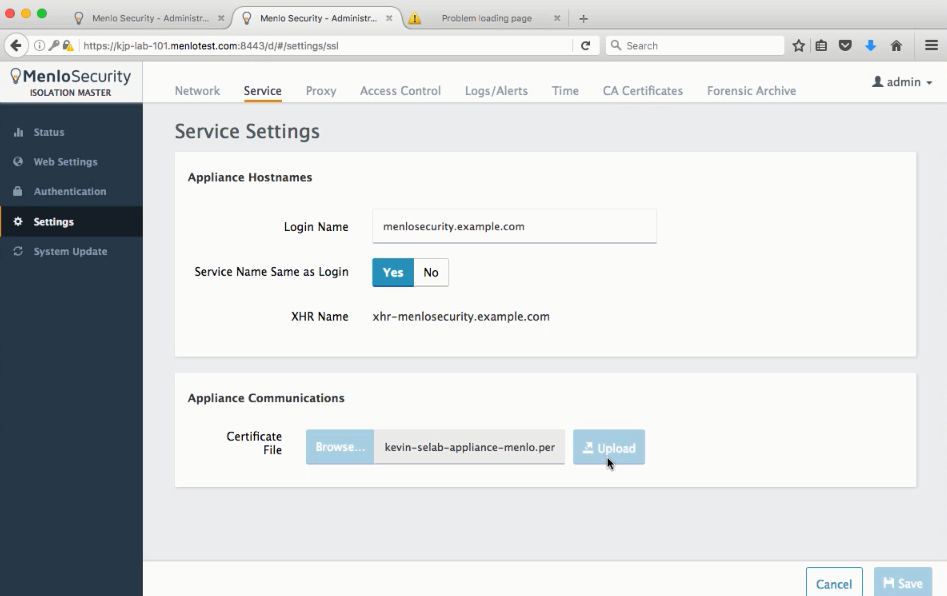 Menlo Security - Administr...
Menlo Security - Administr...
Problem loading page
https://kjp-lab-101.menlotest.com:8443/d/#/settings/ssl
Search
MenloSecurity
ISOLATION MASTER
Network
Service
Proxy
Access Control
Logs/Alerts
Time
CA Certificates
Forensic Archive
admin
Status
Web Settings
Authentication
Settings
System Update
Service Settings
Appliance Hostnames
Login Name
menlosecurity.example.com
Service Name Same as Login
Yes
No
XHR Name
xhr-menlosecurity.example.com
Appliance Communications
Certificate
File
Browse...
kevin-selab-appliance-menlo.per
Upload
Cancel
Save